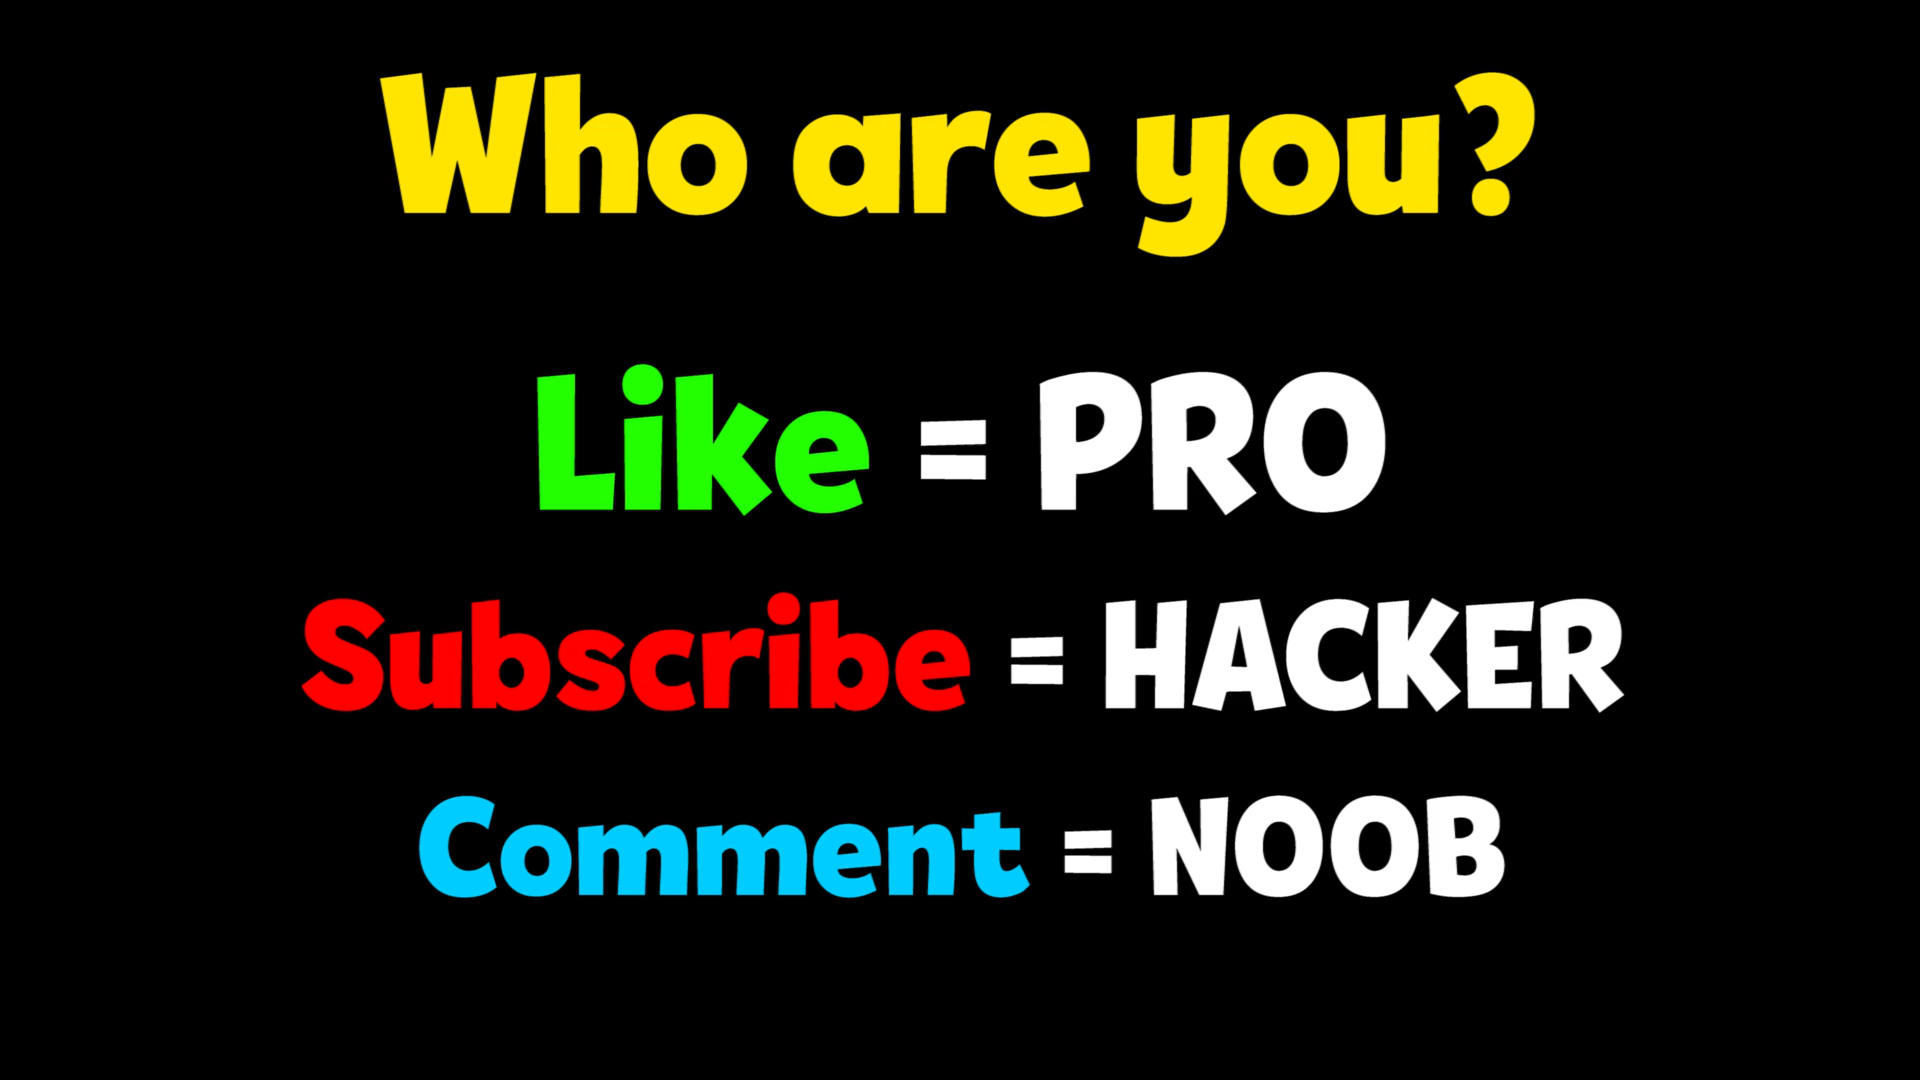 Who are you?
Like = PRO
Subscribe = HACKER
Comment = NOOB